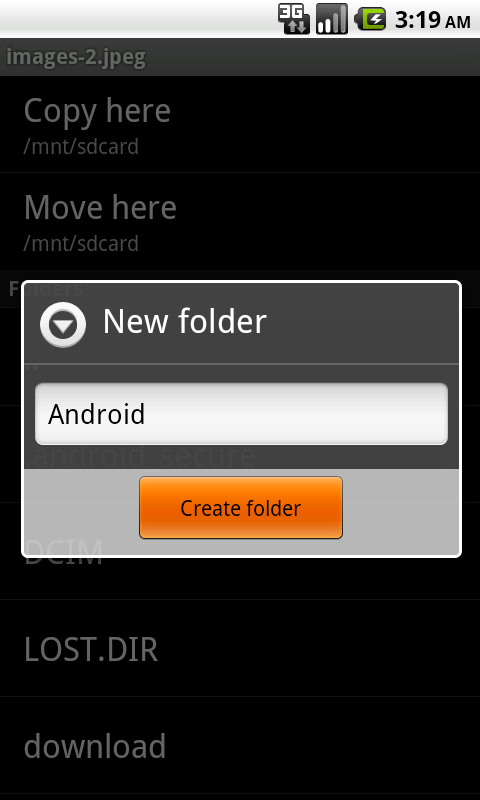 3G 3:19 AM
images-2.jpeg
Copy here
/mnt/sdcard
Move here
/mnt/sdcard
Folders
New folder
Android
.android_secure
Create folder
DCIM
LOST.DIR
download